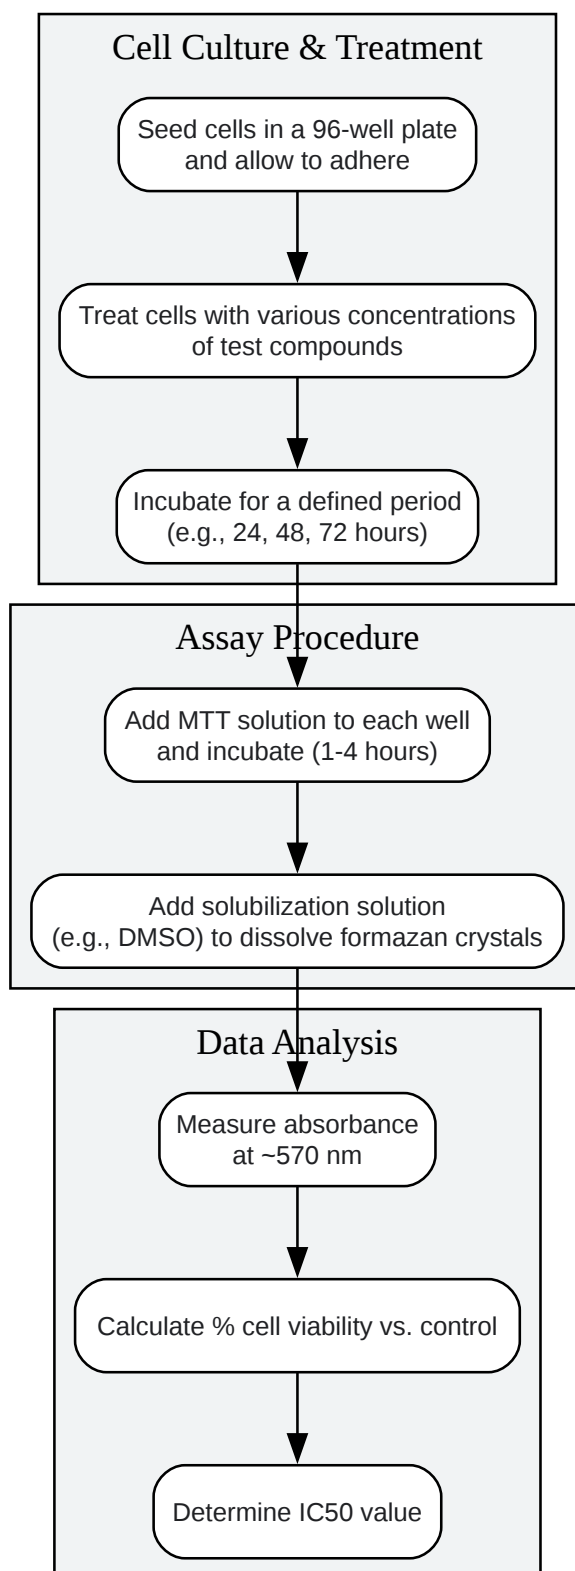 Cell Culture & Treatment
Seed cells in a 96-well plate
and allow to adhere
Treat cells with various concentrations
of test compounds
Incubate for a defined period
(e.g., 24, 48, 72 hours)
Assay Procedure
Add MTT solution to each well
and incubate (1-4 hours)
Add solubilization solution
(e.g., DMSO) to dissolve formazan crystals
Data Analysis
Measure absorbance
at ~570 nm
Calculate % cell viability vs. control
Determine IC50 value